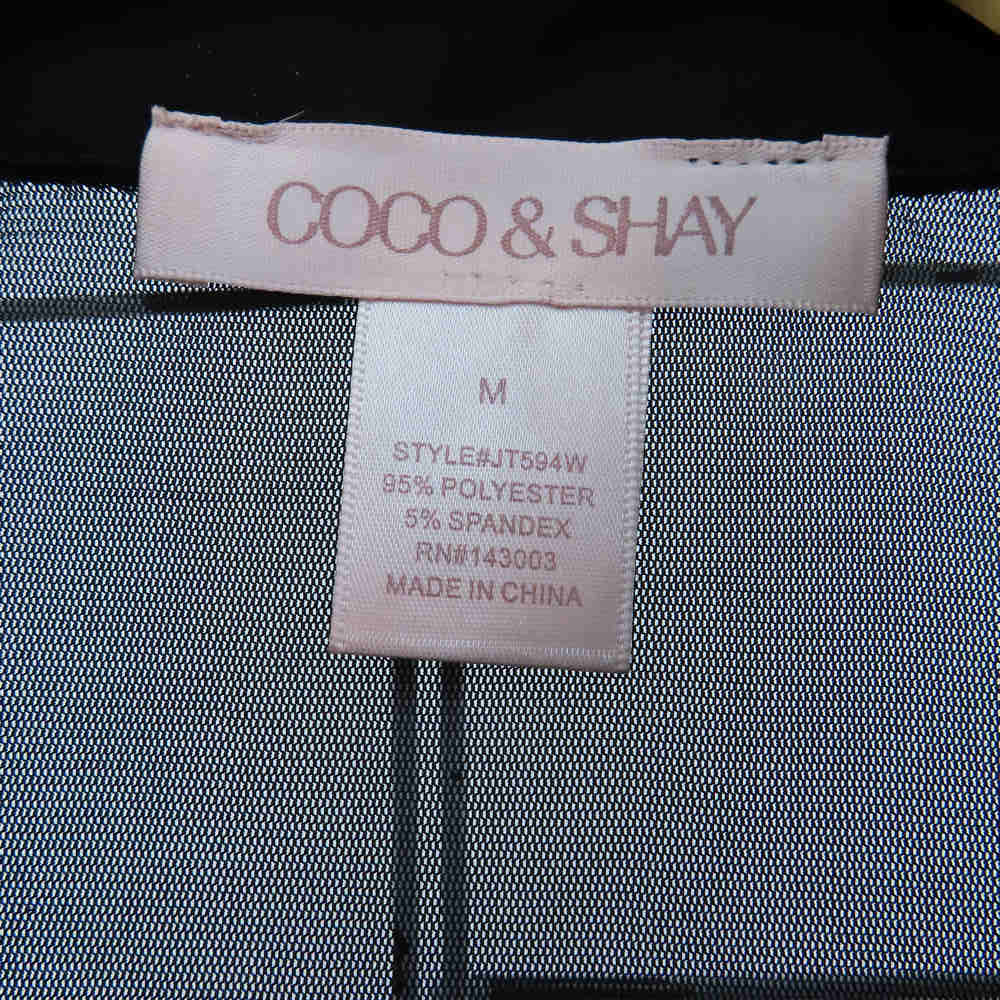 COCO & SHAY
M
STYLE#JT594W
95% POLYESTER
5% SPANDEX
RN#143003
MADE IN CHINA